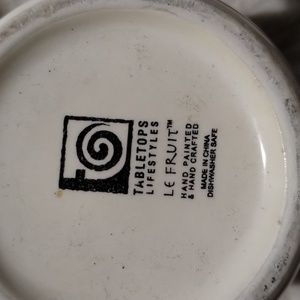 TABLETOPS
LIFESTYLES
LE FRUIT™
HAND PAINTED
& HAND CRAFTED
MADE IN CHINA
DISHWASHER SAFE